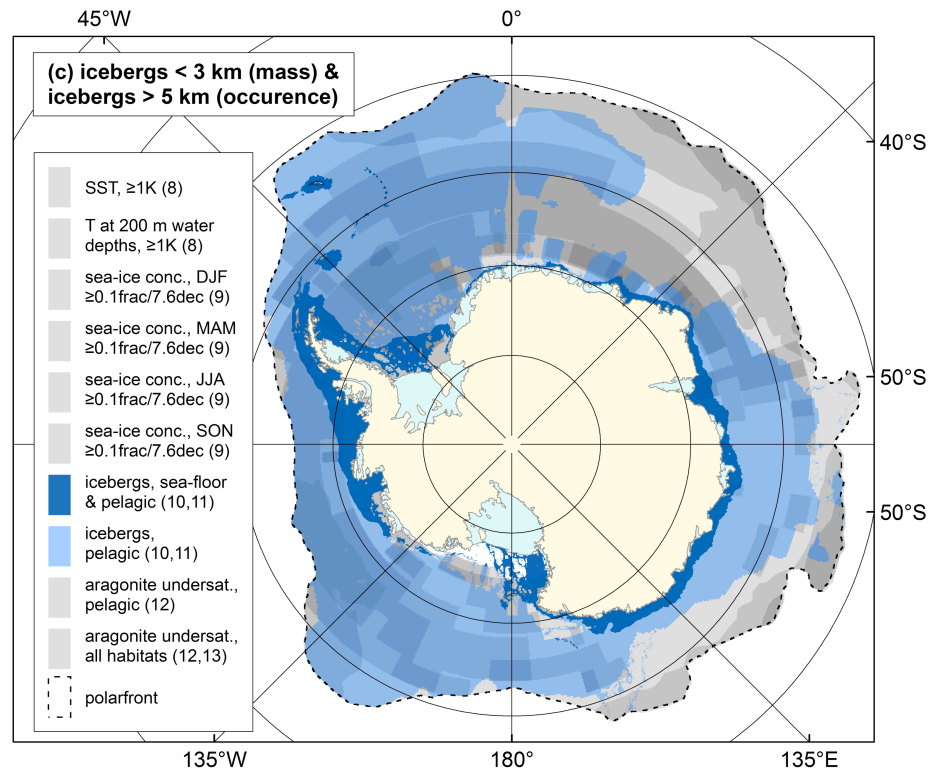 45°W
0°
(c) icebergs < 3 km (mass) &
icebergs > 5 km (occurence)
40°S
SST, ≥1K (8)
T at 200 m water
depths, ≥1K (8)
sea-ice conc., DJF
≥0.1frac/7.6dec (9)
sea-ice conc., MAM
≥0.1frac/7.6dec (9)
sea-ice conc., JJA
≥0.1frac/7.6dec (9)
sea-ice conc., SON
≥0.1frac/7.6dec (9)
icebergs, sea-floor
& pelagic (10,11)
icebergs,
pelagic (10,11)
aragonite undersat.,
pelagic (12)
aragonite undersat.,
all habitats (12,13)
polarfront
50°S
50°S
135°W
180°
135°E